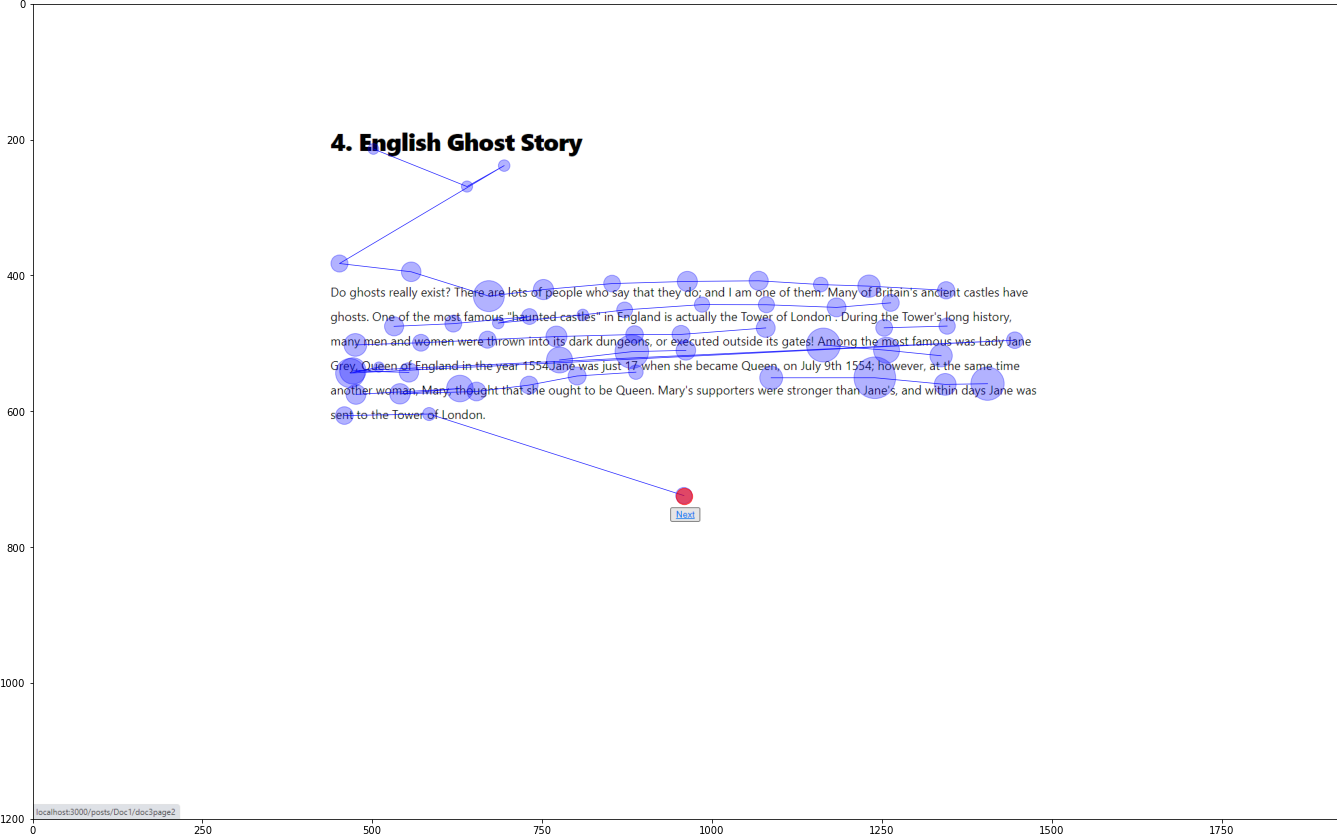 0
200
400
600
800
1000
1200
4. English Ghost Story
Do ghosts really exist? There are lots of people who say that they do; and I am one of them. Many of Britain's ancient castles have
ghosts. One of the most famous "haunted castles" in England is actually the Tower of London . During the Tower's long history,
many men and women were thrown into its dark dungeons, or executed outside its gates! Among the most famous was Lady Jane
Grey, Queen of England in the year 1554.Jane was just 17 when she became Queen, on July 9th 1554; however, at the same time
another woman, Mary, thought that she ought to be Queen. Mary's supporters were stronger than Jane's, and within days Jane was
sent to the Tower of London.
Next
localhost:3000/posts/Doc1/doc3page2
0 250 500 750 1000 1250 1500 1750